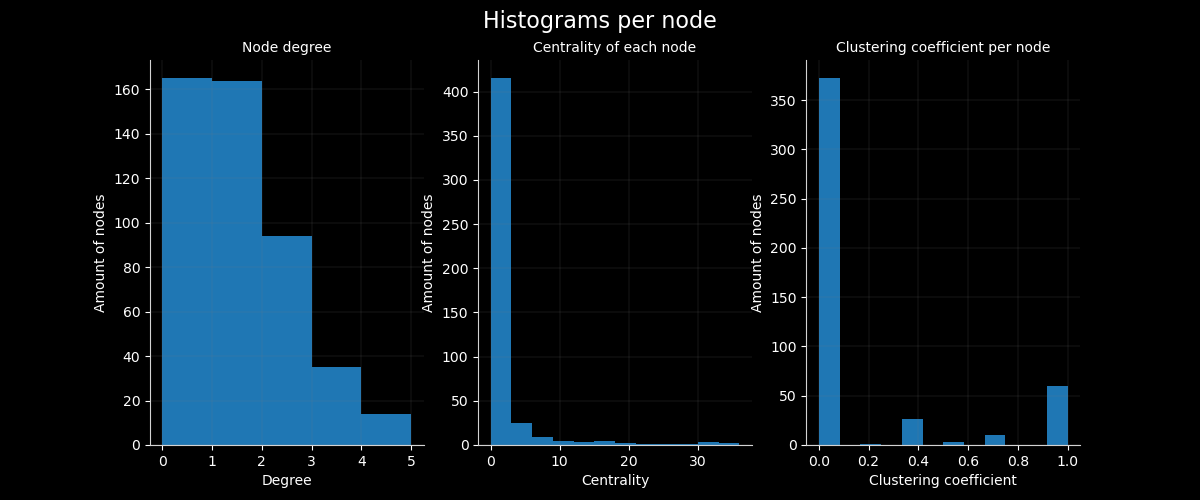 Histograms per node
Node degree
Centrality of each node
Clustering coefficient per node
Amount of nodes
160
140
120
100
80
60
40
20
0
0 1 2 3 4 5
Degree
Amount of nodes
400
350
300
250
200
150
100
50
0
0 10 20 30
Centrality
Amount of nodes
350
300
250
200
150
100
50
0
0.0 0.2 0.4 0.6 0.8 1.0
Clustering coefficient